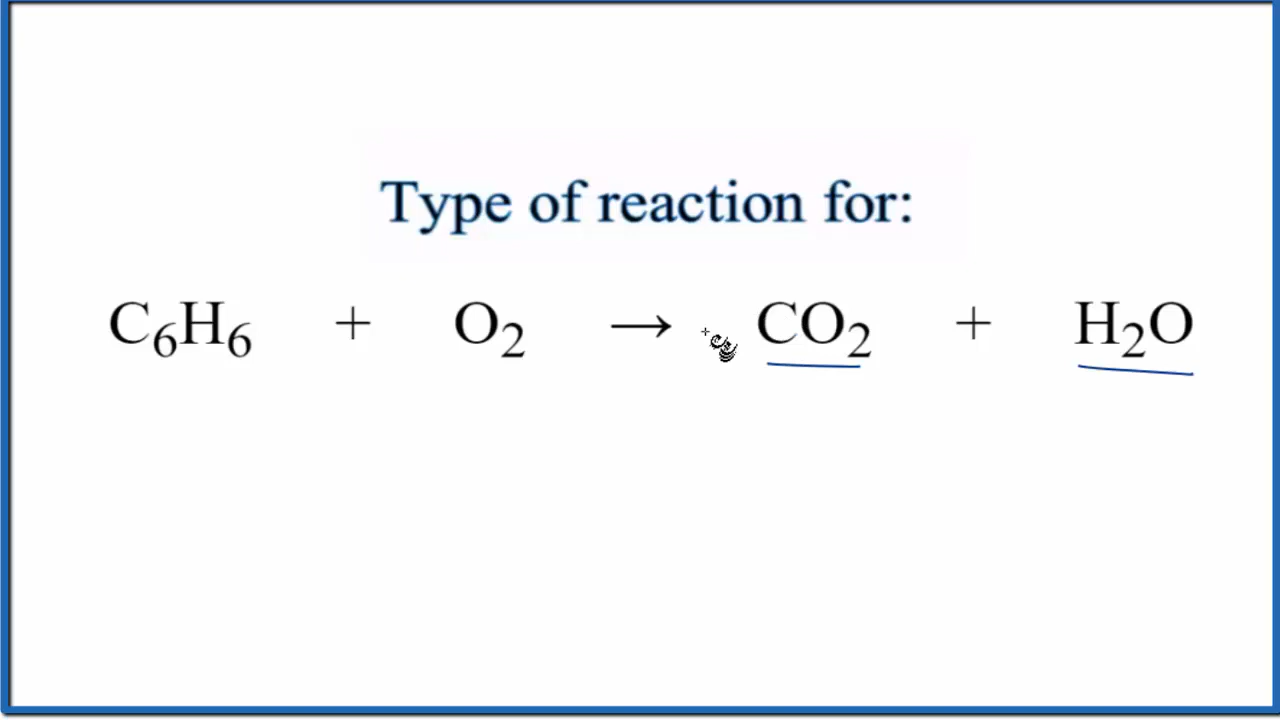 Type of reaction for:
C₆H₆ + O₂ → CO₂ + H₂O